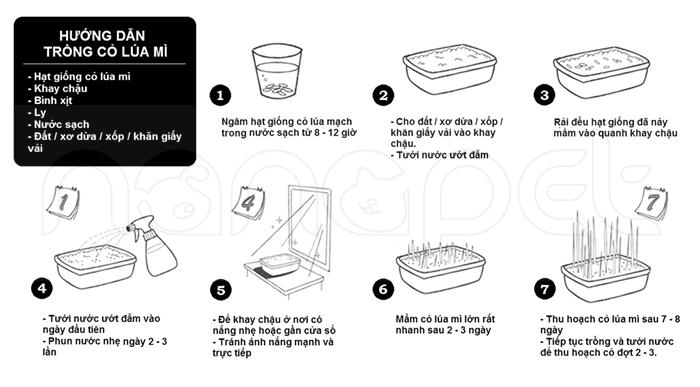 HƯỚNG DẪN
TRỒNG CỎ LÚA MÌ
- Hạt giống cỏ lúa mì
- Khay chậu
- Bình xịt
- Ly
- Nước sạch
- Đất / xơ dừa / xốp / khăn giấy
vải
1
Ngâm hạt giống cỏ lúa mạch
trong nước sạch từ 8 - 12 giờ
2
- Cho đất / xơ dừa / xốp /
khăn giấy vải vào khay
chậu.
- Tưới nước ướt đẫm
3
Rải đều hạt giống đã nảy
mầm vào quanh khay chậu
nanapet
1
4
- Tưới nước ướt đẫm vào
ngày đầu tiên
- Phun nước nhẹ ngày 2 - 3
lần
4
5
- Để khay chậu ở nơi có
nắng nhẹ hoặc gần cửa sổ
- Tránh ánh nắng mạnh và
trực tiếp
6
Mầm cỏ lúa mì lớn rất
nhanh sau 2 - 3 ngày
7
7
- Thu hoạch cỏ lúa mì sau 7 - 8
ngày
- Tiếp tục trồng và tưới nước
để thu hoạch cỏ đợt 2 - 3.